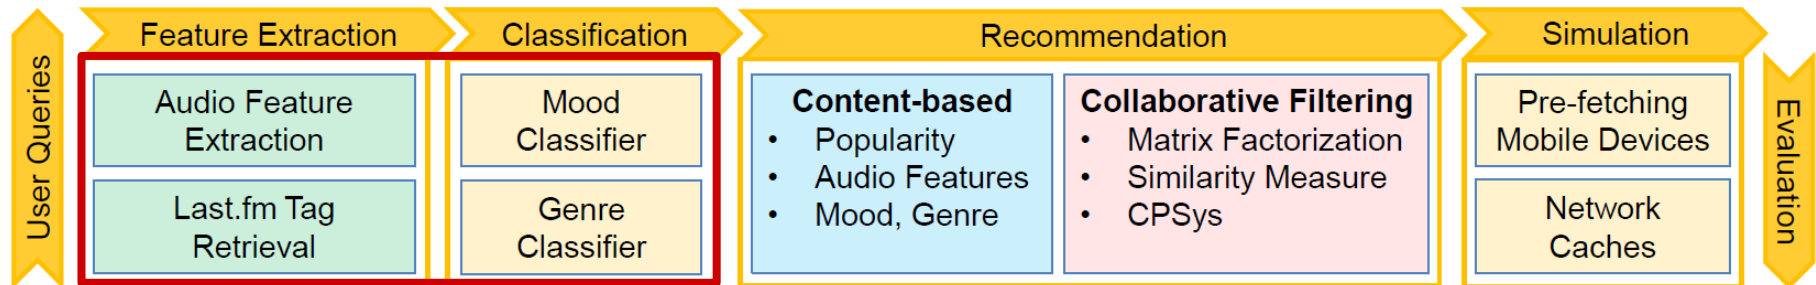 User Queries
Feature Extraction
Audio Feature
Extraction
Last.fm Tag
Retrieval
Classification
Mood
Classifier
Genre
Classifier
Recommendation
Content-based
• Popularity
• Audio Features
• Mood, Genre
Collaborative Filtering
• Matrix Factorization
• Similarity Measure
• CPSys
Simulation
Pre-fetching
Mobile Devices
Network
Caches
Evaluation